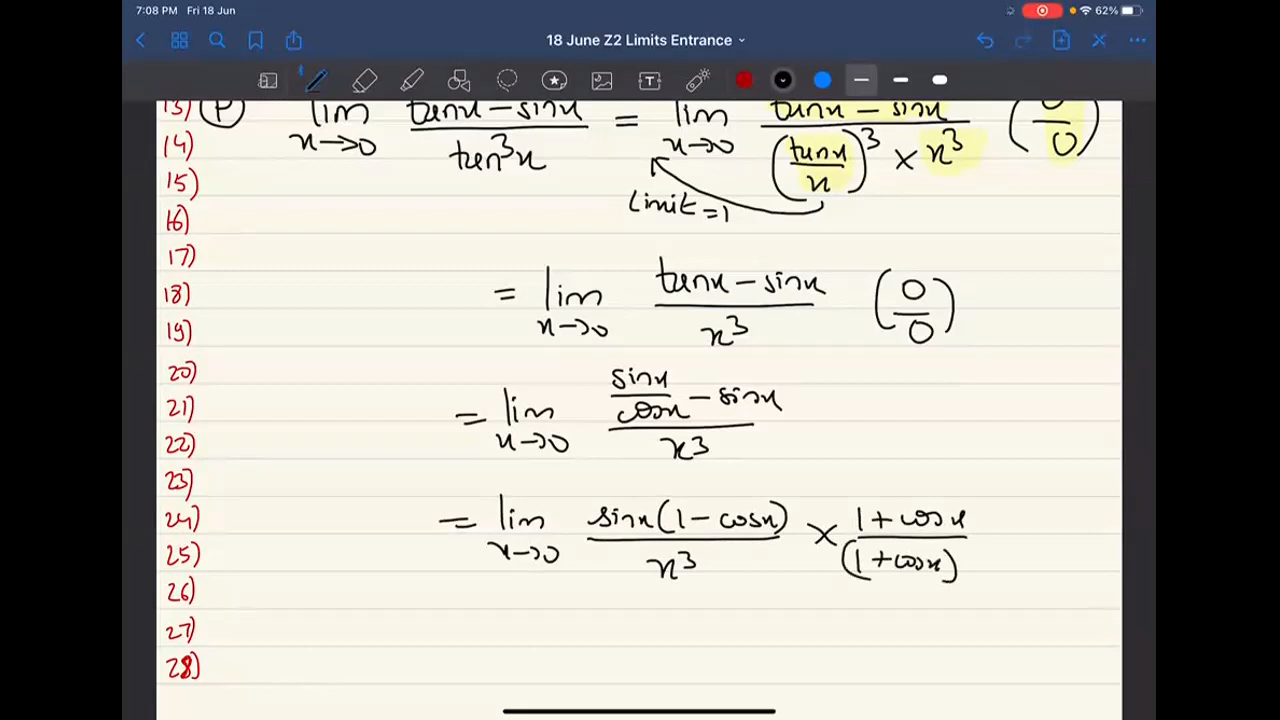 7:08 PM Fri 18 Jun
62%
18 June Z2 Limits Entrance
13) (P) lim x→0 (tanx − sinx)/(tan³x) = lim x→0 (tanx − sinx)/((tanx/x)³ × x³) (0/0)
14)
15)
Limit = 1
16)
17)
18) = lim x→0 (tanx − sinx)/x³ (0/0)
19)
20)
21) = lim x→0 (sinx/cosx − sinx)/x³
22)
23)
24) = lim x→0 sinx(1 − cosx)/x³ × (1 + cosx)/(1 + cosx)
25)
26)
27)
28)